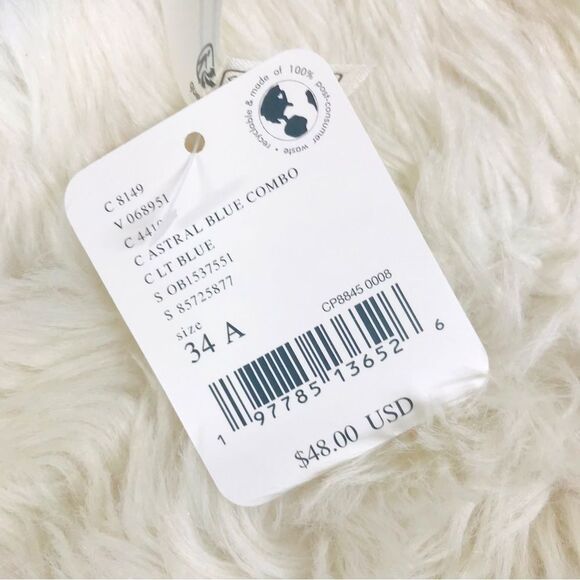 recyclable & made of 100% post-consumer waste •
C 8149
V 068951
C ASTRAL BLUE COMBO
C LT BLUE
S OB1537551
S 85725877
size
34 A
CP8845 0008
1 97785 13652 6
$48.00 USD